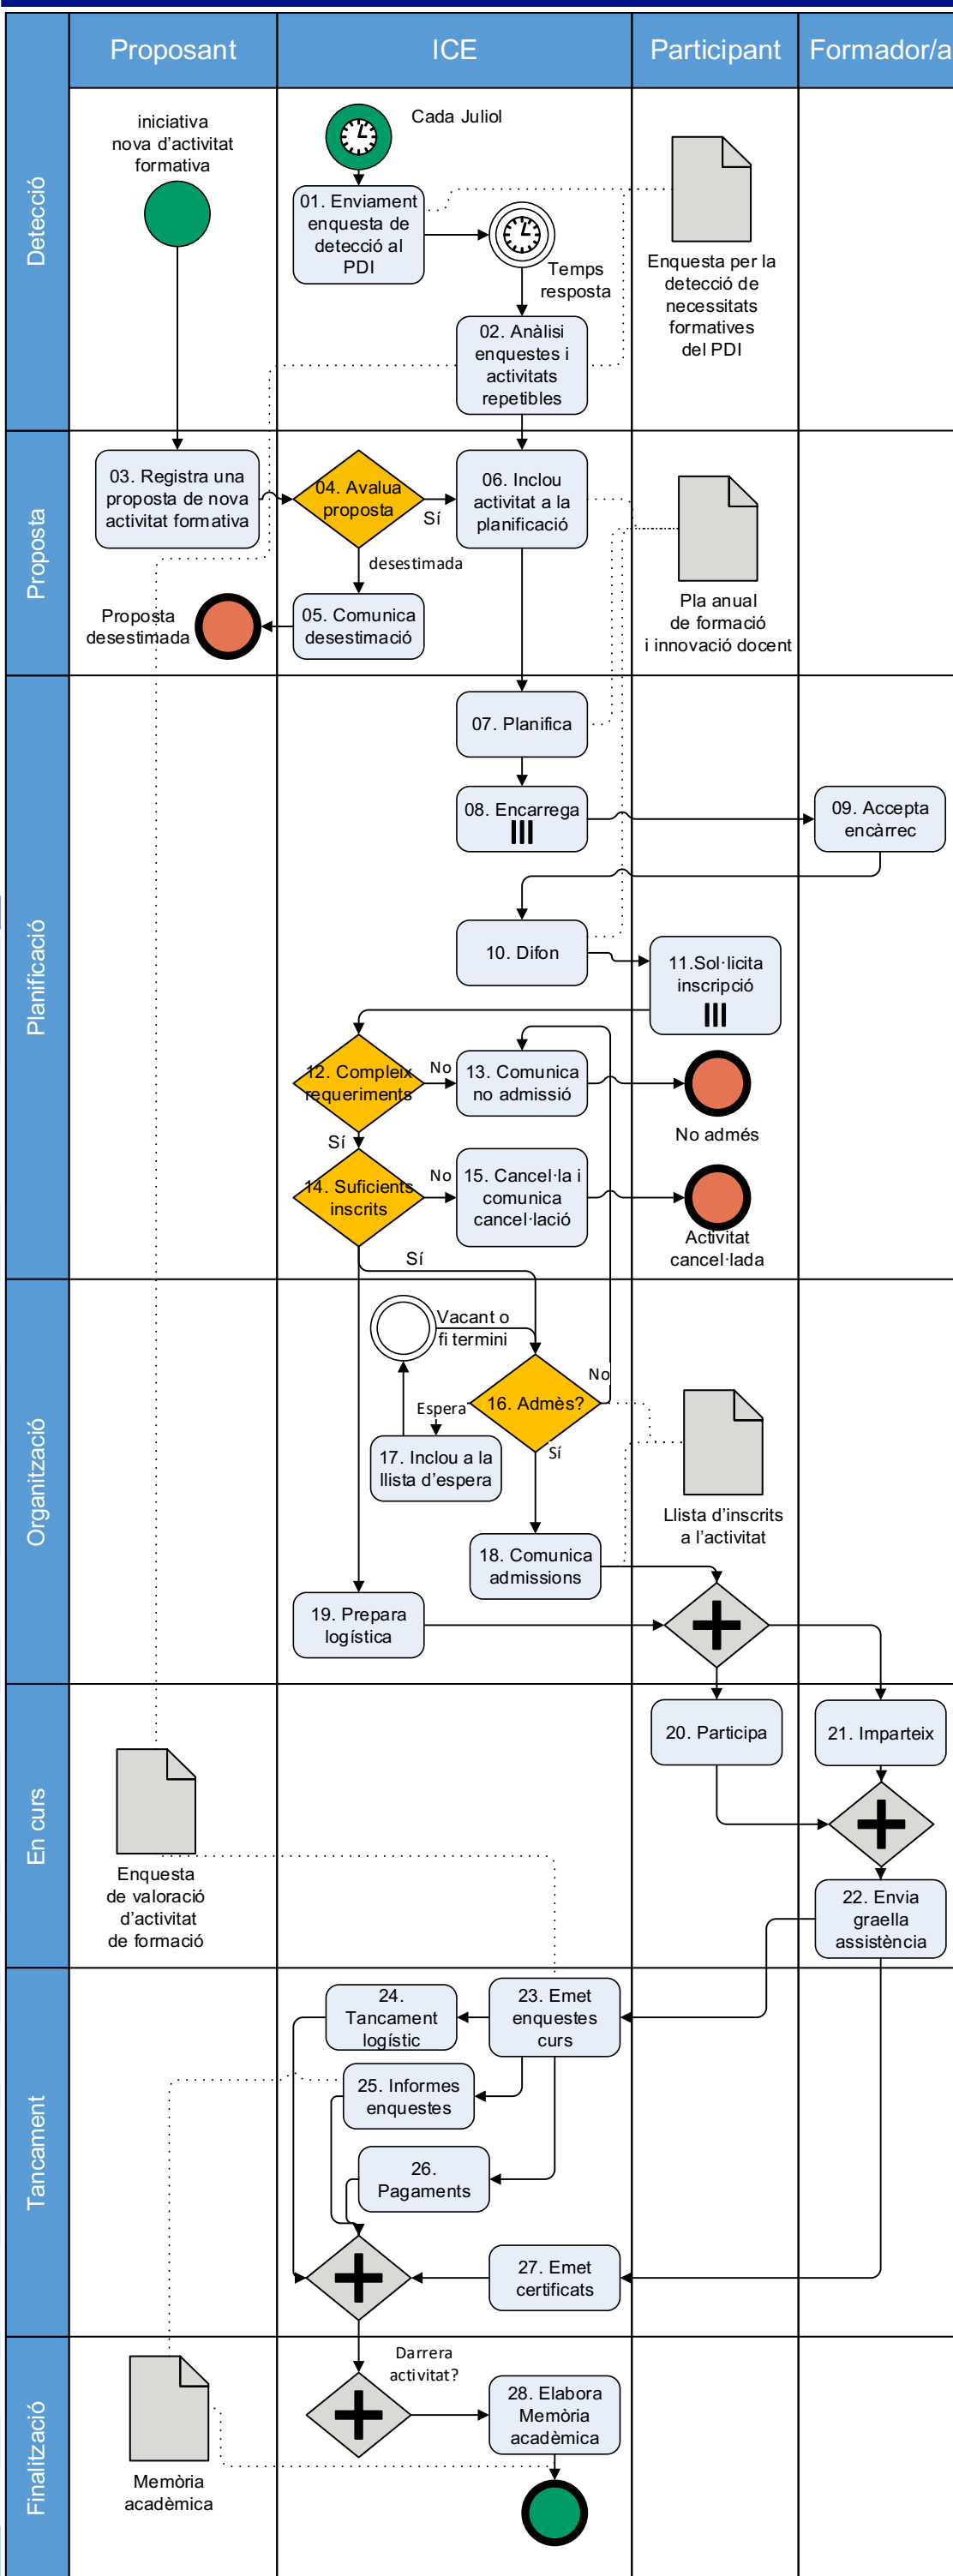 Proposant
ICE
Participant
Formador/a
Detecció
iniciativa
nova d'activitat
formativa
Cada Juliol
01. Enviament
enquesta de
detecció al
PDI
Temps
resposta
Enquesta per la
detecció de
necessitats
formatives
del PDI
02. Anàlisi
enquestes i
activitats
repetibles
Proposta
03. Registra una
proposta de nova
activitat formativa
04. Avalua
proposta
Sí
06. Inclou
activitat a la
planificació
desestimada
Proposta
desestimada
05. Comunica
desestimació
Pla anual
de formació
i innovació docent
Planificació
07. Planifica
08. Encarrega
09. Accepta
encàrrec
10. Difon
11.Sol·licita
inscripció
12. Compleix
requeriments
No
13. Comunica
no admissió
No admés
Sí
14. Suficients
inscrits
No
15. Cancel·la i
comunica
cancel·lació
Activitat
cancel·lada
Sí
Organització
Vacant o
fi termini
No
16. Admès?
Espera
Sí
17. Inclou a la
llista d'espera
Llista d'inscrits
a l'activitat
18. Comunica
admissions
19. Prepara
logística
En curs
20. Participa
21. Imparteix
Enquesta
de valoració
d'activitat
de formació
22. Envia
graella
assistència
Tancament
24.
Tancament
logístic
23. Emet
enquestes
curs
25. Informes
enquestes
26.
Pagaments
27. Emet
certificats
Finalització
Darrera
activitat?
28. Elabora
Memòria
acadèmica
Memòria
acadèmica